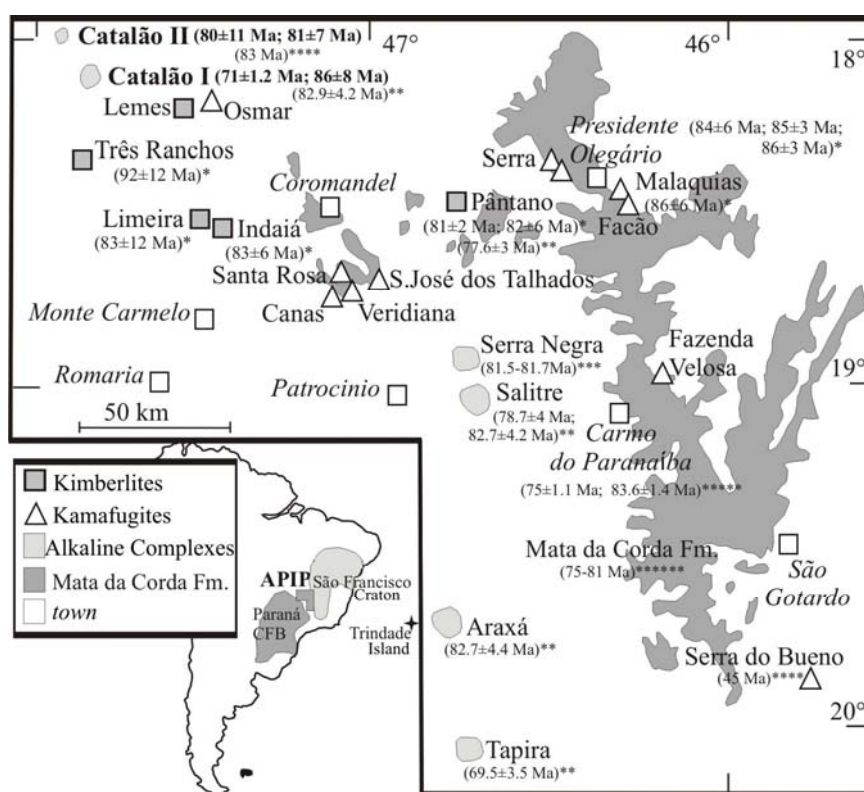 Catalão II (80±11 Ma; 81±7 Ma)
(83 Ma)****
47°
46°
18°
Catalão I (71±1.2 Ma; 86±8 Ma)
(82.9±4.2 Ma)**
Lemes
Osmar
Três Ranchos
(92±12 Ma)*
Limeira
(83±12 Ma)*
Indaiá
(83±6 Ma)*
Coromandel
Pântano
(81±2 Ma; 82±6 Ma)*
(77.6±3 Ma)**
Serra
Presidente
Olegário
(84±6 Ma; 85±3 Ma;
86±3 Ma)*
Malaquias
(86±6 Ma)*
Facão
Santa Rosa
S.José dos Talhados
Canas
Veridiana
Monte Carmelo
Romaria
Patrocinio
50 km
Serra Negra
(81.5-81.7Ma)***
Salitre
(78.7±4 Ma;
82.7±4.2 Ma)**
Fazenda
Velosa
19°
Carmo
do Paranaíba
(75±1.1 Ma; 83.6±1.4 Ma)*****
Mata da Corda Fm.
(75-81 Ma)******
São
Gotardo
Araxá
(82.7±4.4 Ma)**
Serra do Bueno
(45 Ma)****
20°
Tapira
(69.5±3.5 Ma)**
Kimberlites
Kamafugites
Alkaline Complexes
Mata da Corda Fm.
town
APIP
São Francisco
Craton
Paraná
CFB
Trindade
Island